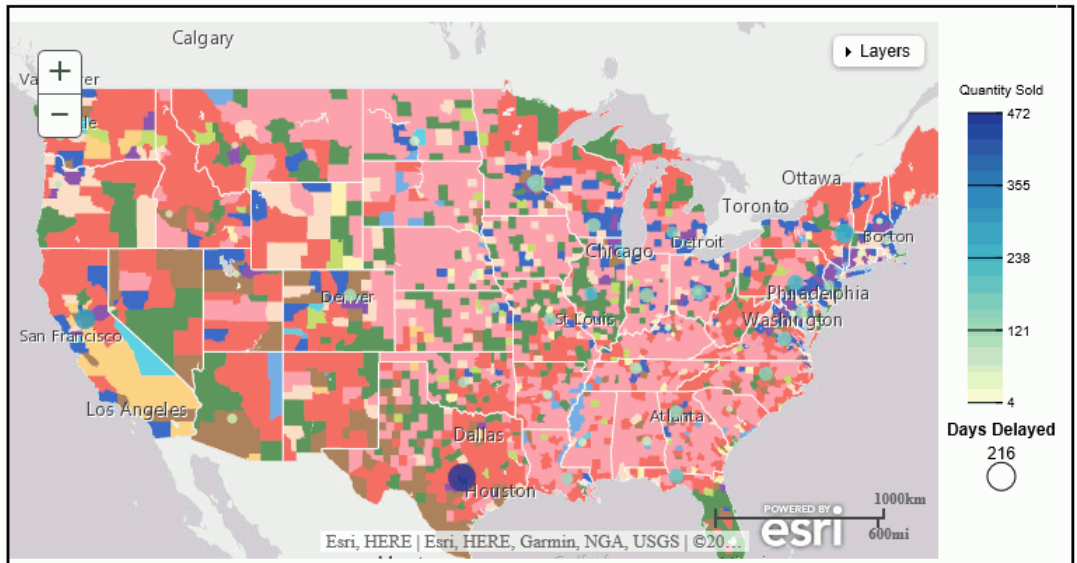 Calgary
Layers
+
−
Quantity Sold
472
Ottawa
355
Toronto
Boston
Chicago
Detroit
238
Denver
Philadelphia
St Louis
Washington
San Francisco
121
Los Angeles
Atlanta
4
Dallas
Days Delayed
216
Houston
1000km
POWERED BY
esri
600mi
Esri, HERE | Esri, HERE, Garmin, NGA, USGS | ©20...